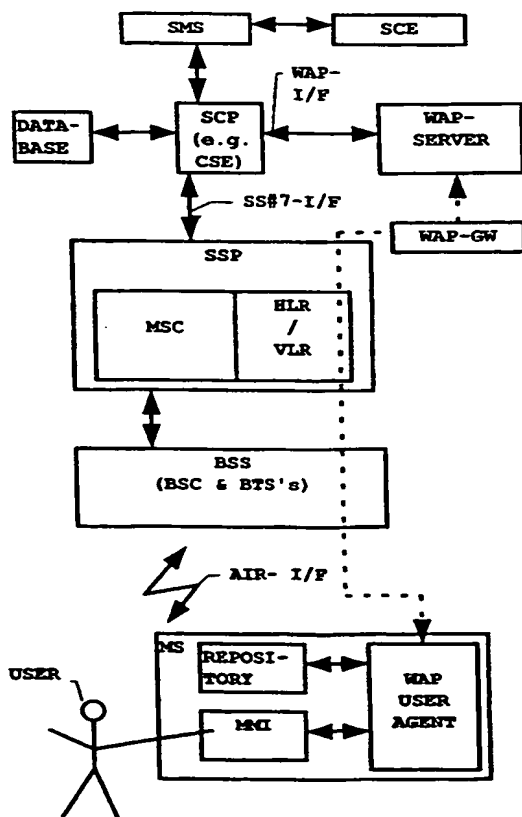 SMS
SCE
WAP-
I/F
DATA-
BASE
SCP
(e.g.
CSE)
WAP-
SERVER
SS#7-I/F
WAP-GW
SSP
MSC
HLR
/
VLR
BSS
(BSC & BTS's)
AIR- I/F
MS
REPOSI-
TORY
WAP
USER
AGENT
USER
MMI